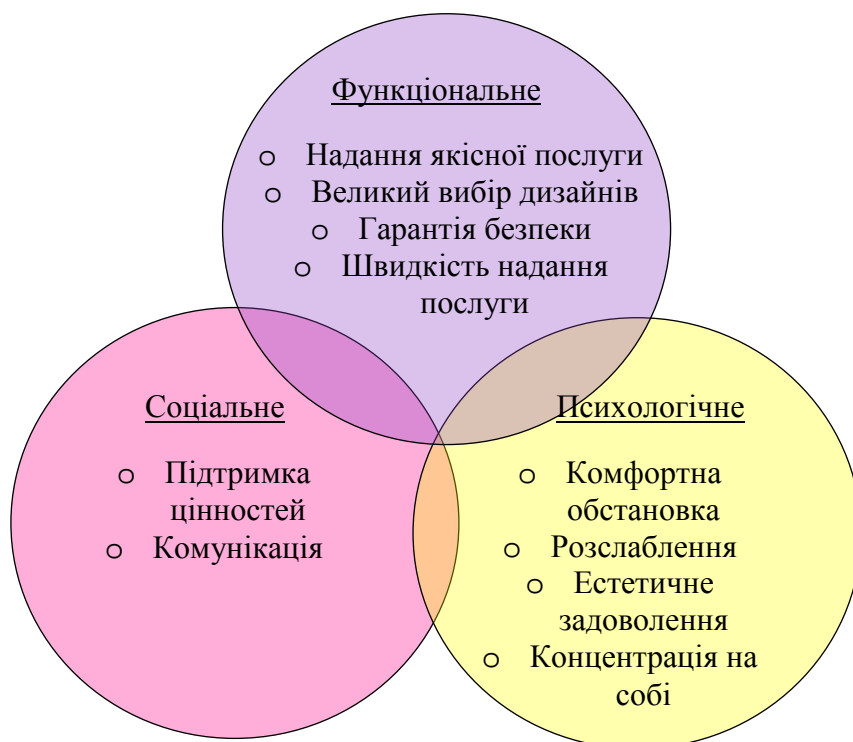 Функціональне
o Надання якісної послуги
o Великий вибір дизайнів
o Гарантія безпеки
o Швидкість надання
послуги
Соціальне
o Підтримка
цінностей
o Комунікація
Психологічне
o Комфортна
обстановка
o Розслаблення
o Естетичне
задоволення
o Концентрація на
собі